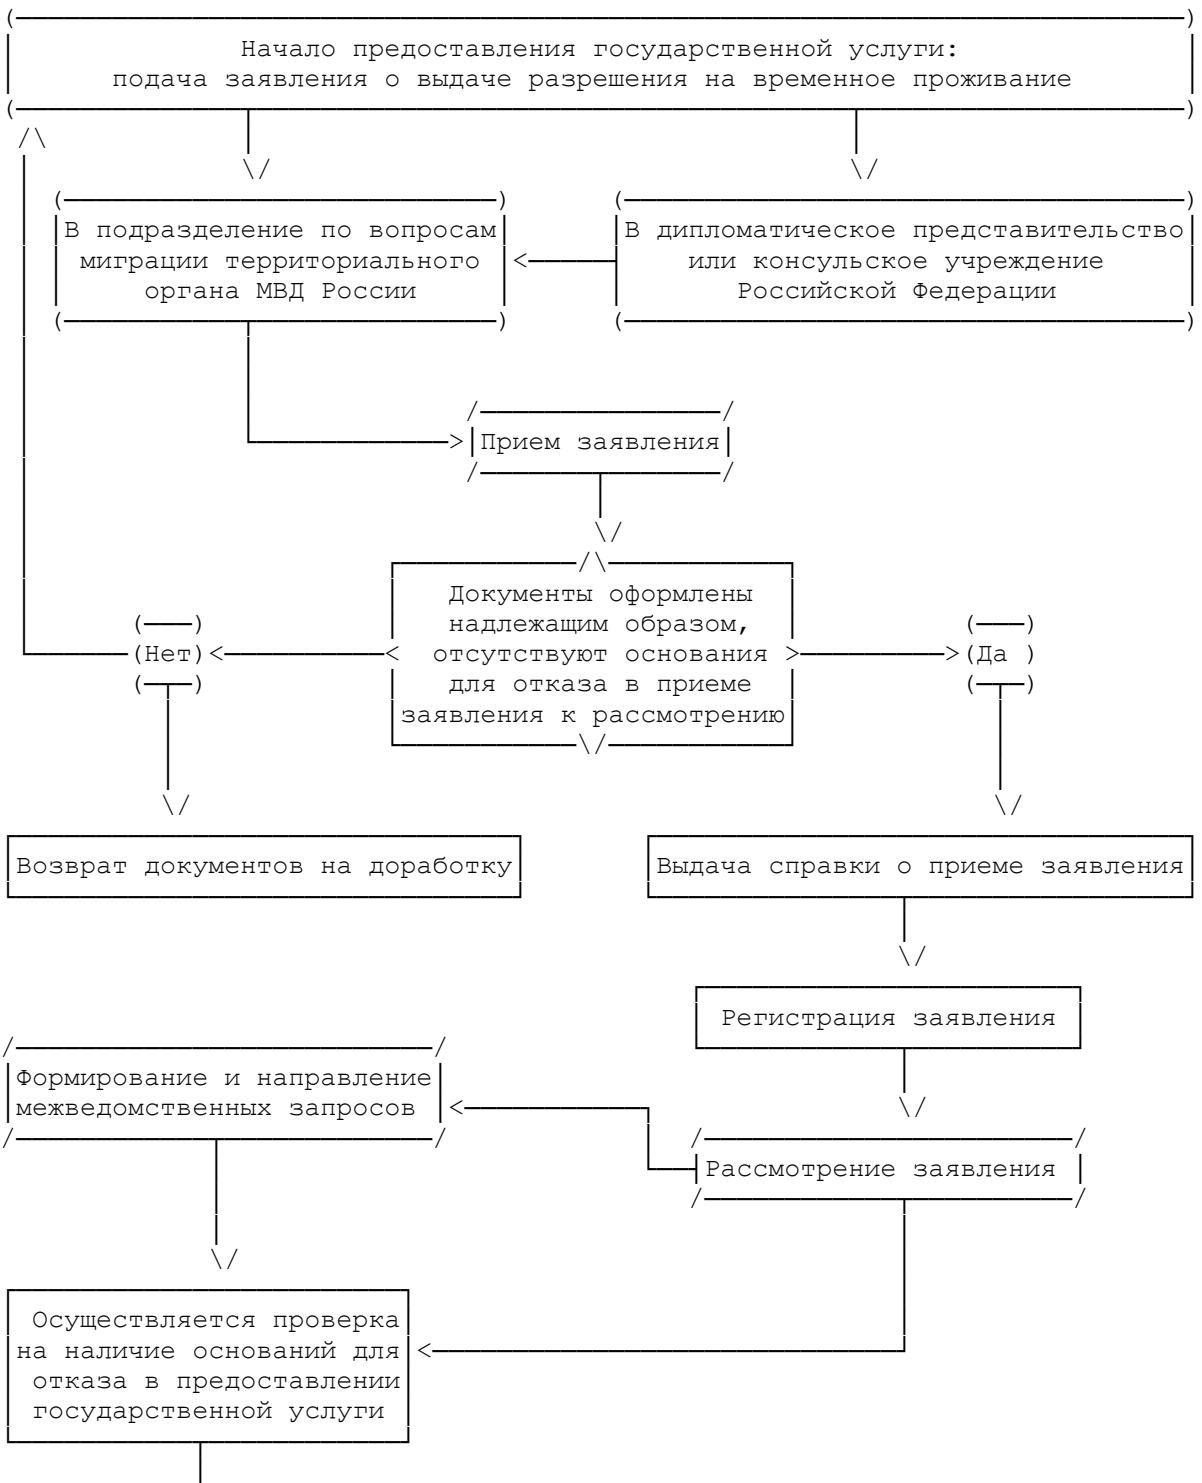 Начало предоставления государственной услуги:
подача заявления о выдаче разрешения на временное проживание
В подразделение по вопросам
миграции территориального
органа МВД России
В дипломатическое представительство
или консульское учреждение
Российской Федерации
Прием заявления
Документы оформлены
надлежащим образом,
отсутствуют основания
для отказа в приеме
заявления к рассмотрению
Нет
Да
Возврат документов на доработку
Выдача справки о приеме заявления
Регистрация заявления
Формирование и направление
межведомственных запросов
Рассмотрение заявления
Осуществляется проверка
на наличие оснований для
отказа в предоставлении
государственной услуги